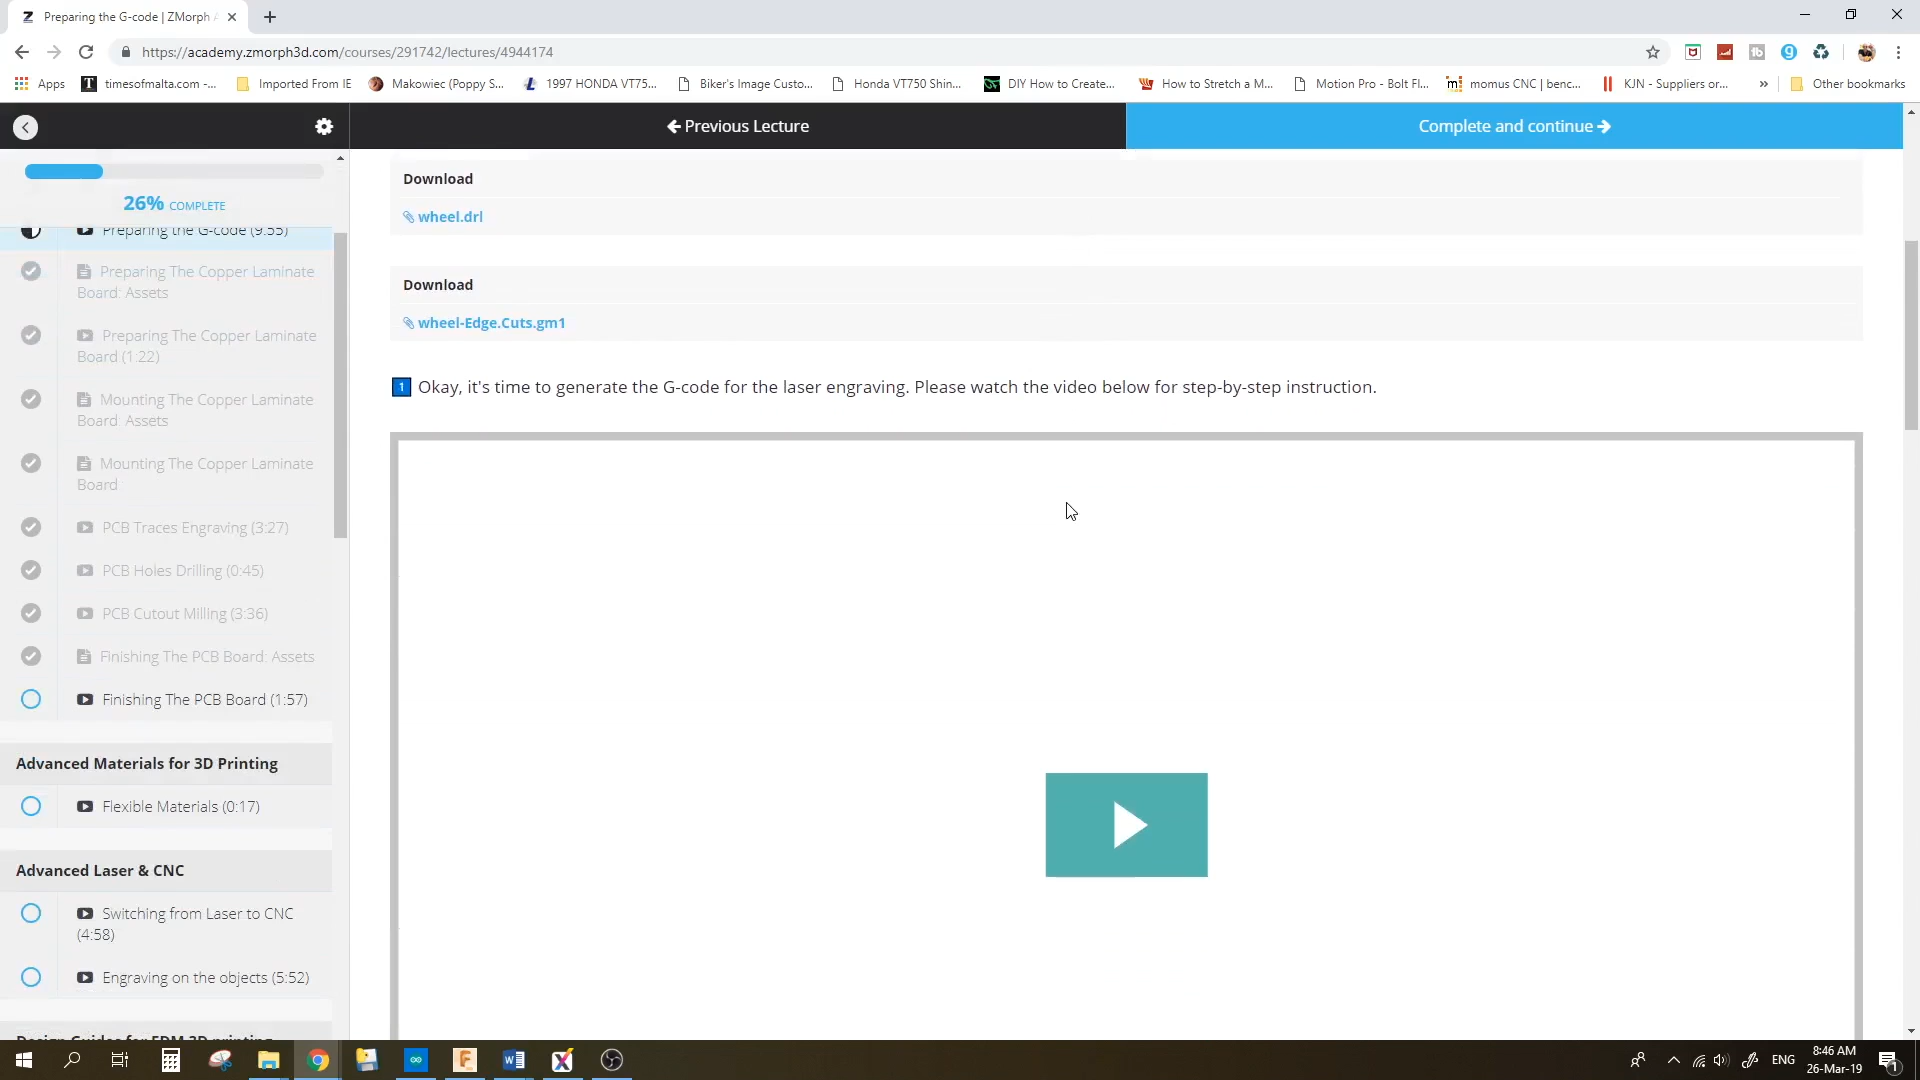 Preparing the G-code | ZMorph A
https://academy.zmorph3d.com/courses/291742/lectures/4944174
Apps
timesofmalta.com -...
Imported From IE
Makowiec (Poppy S...
1997 HONDA VT75...
Biker's Image Custo...
Honda VT750 Shin...
DIY How to Create...
How to Stretch a M...
Motion Pro - Bolt Fl...
momus CNC | benc...
KJN - Suppliers or...
»
Other bookmarks
Previous Lecture
Complete and continue
26% COMPLETE
Preparing the G-code (9:55)
Preparing The Copper Laminate
Board: Assets
Preparing The Copper Laminate
Board (1:22)
Mounting The Copper Laminate
Board: Assets
Mounting The Copper Laminate
Board
PCB Traces Engraving (3:27)
PCB Holes Drilling (0:45)
PCB Cutout Milling (3:36)
Finishing The PCB Board: Assets
Finishing The PCB Board (1:57)
Advanced Materials for 3D Printing
Flexible Materials (0:17)
Advanced Laser & CNC
Switching from Laser to CNC
(4:58)
Engraving on the objects (5:52)
Design Guides for FDM 3D printing
Download
wheel.drl
Download
wheel-Edge.Cuts.gm1
1 Okay, it's time to generate the G-code for the laser engraving. Please watch the video below for step-by-step instruction.
ENG
8:46 AM
26-Mar-19
1